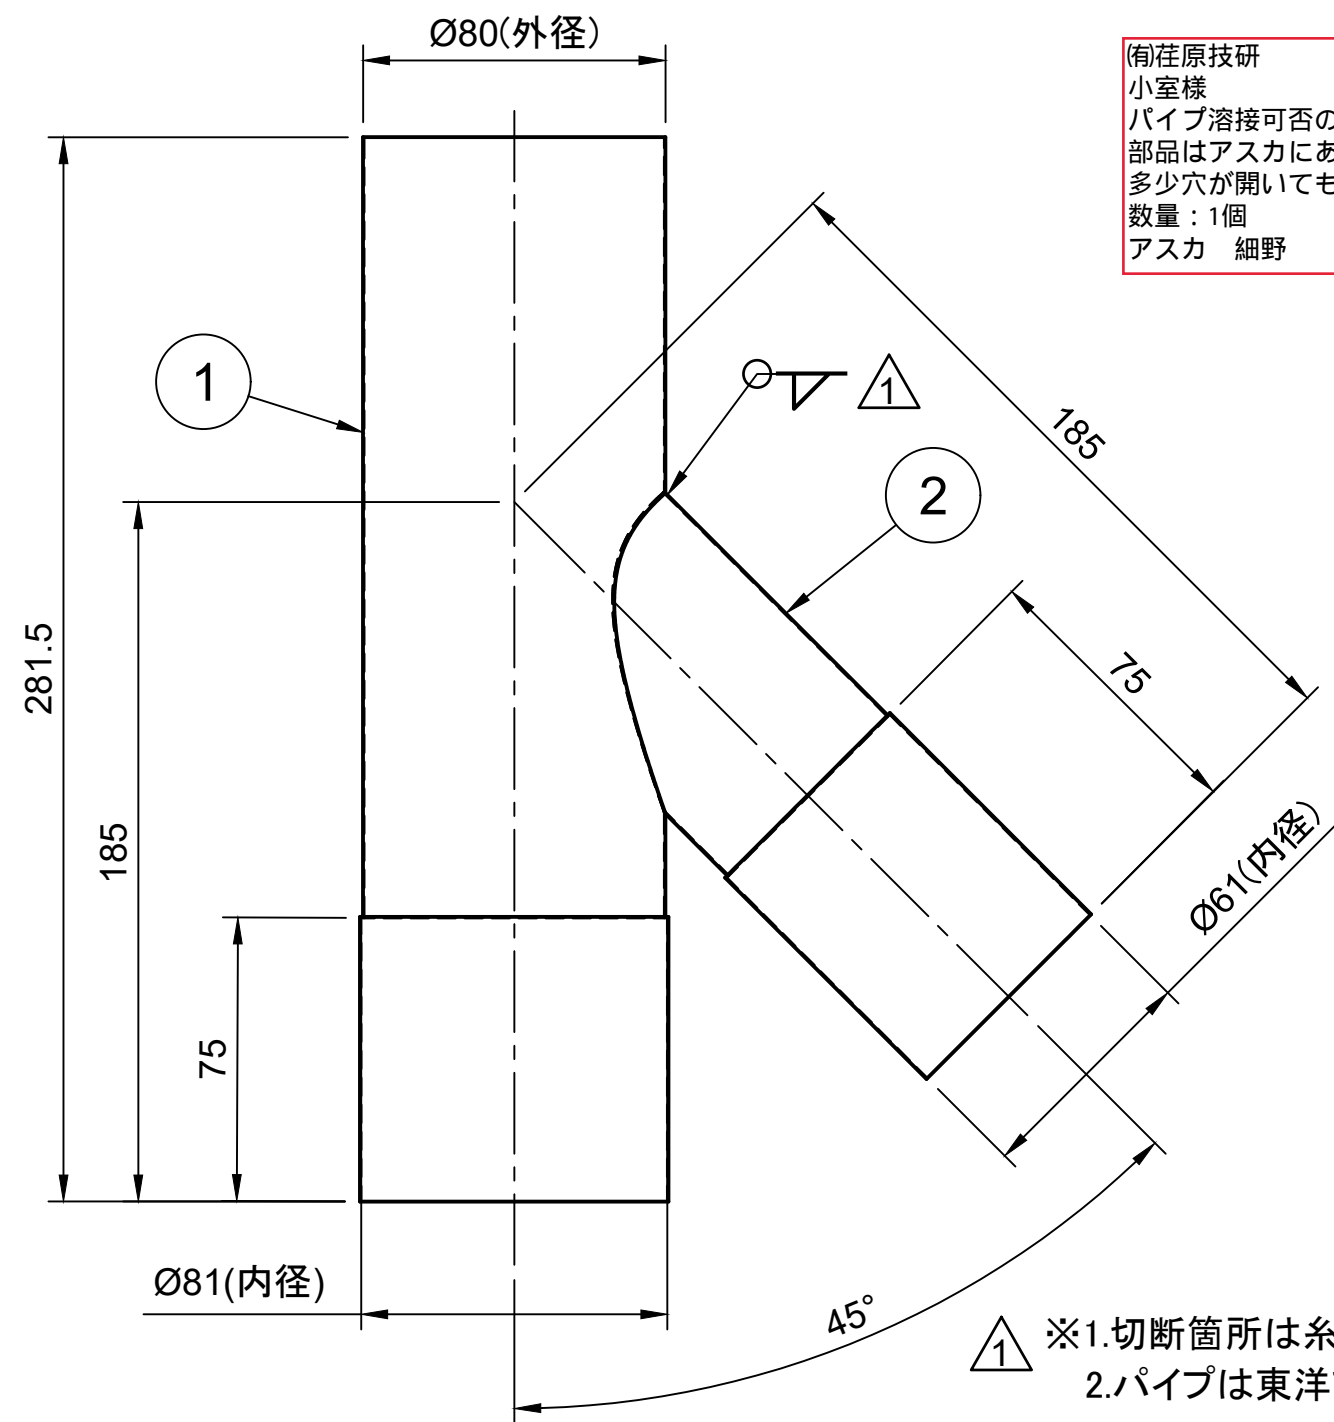 Ø80(外径)
㈲荏原技研
小室様
パイプ溶接可否の
部品はアスカにあ
多少穴が開いても
数量：1個
アスカ　細野
1
1
185
2
75
281.5
185
Ø61(内径)
75
Ø81(内径)
45°
1
※1.切断箇所は糸
2.パイプは東洋